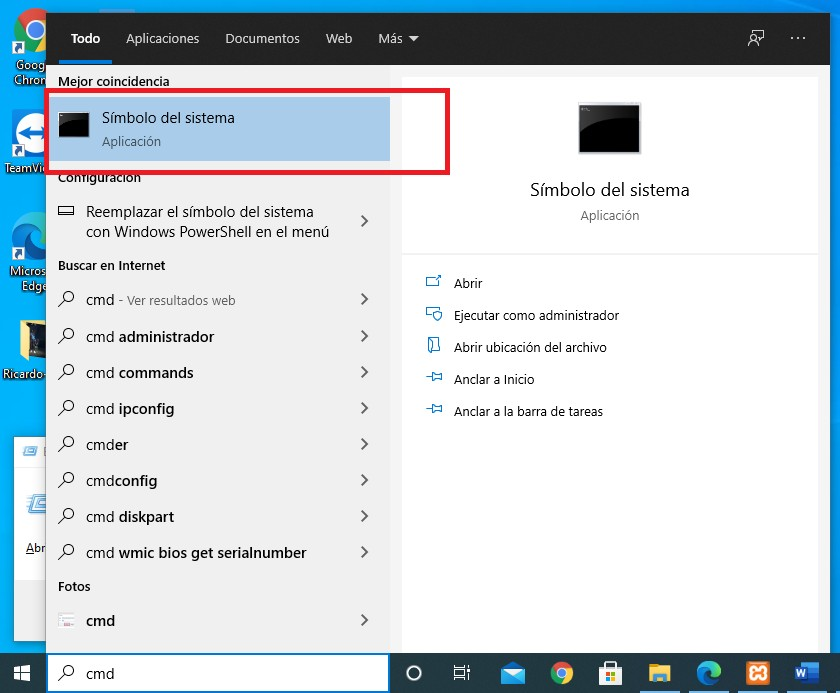 Todo
Aplicaciones
Documentos
Web
Más
Goog
Chron
TeamVi
Micros
Edge
Ricardo-
Mejor coincidencia
Símbolo del sistema
Aplicación
Configuración
Reemplazar el símbolo del sistema
con Windows PowerShell en el menú
Buscar en Internet
cmd - Ver resultados web
cmd administrador
cmd commands
cmd ipconfig
cmder
cmdconfig
cmd diskpart
cmd wmic bios get serialnumber
Fotos
cmd
Símbolo del sistema
Aplicación
Abrir
Ejecutar como administrador
Abrir ubicación del archivo
Anclar a Inicio
Anclar a la barra de tareas
Abr
cmd